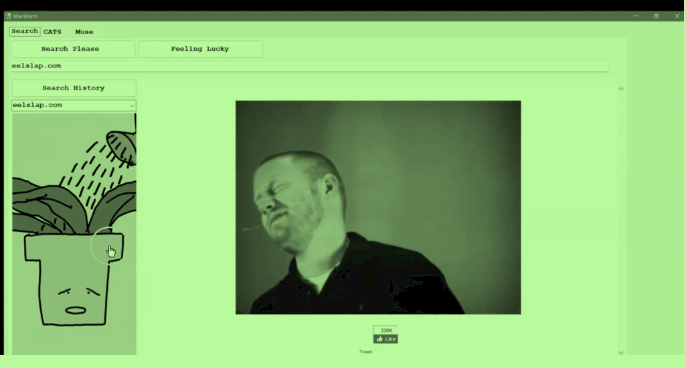 MainForm
Search CATS Muse
Search Please Feeling Lucky
eelslap.com
Search History
eelslap.com
236K
Like
Tweet